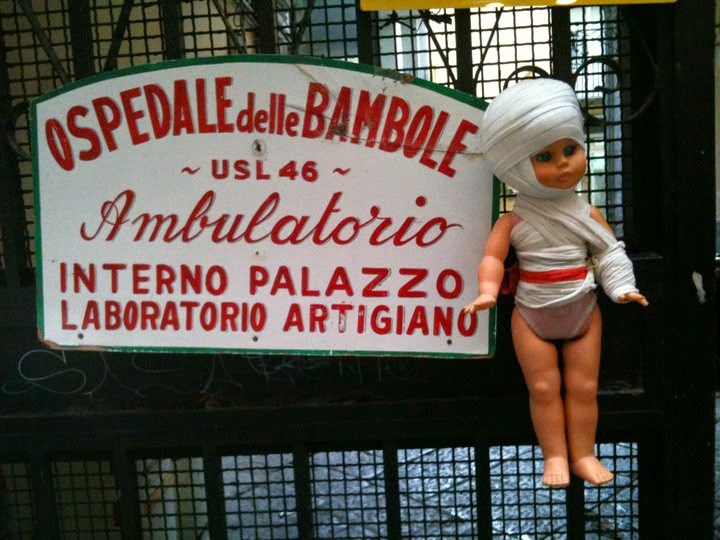 OSPEDALE delle BAMBOLE
~ USL 46 ~
Ambulatorio
INTERNO PALAZZO
LABORATORIO ARTIGIANO